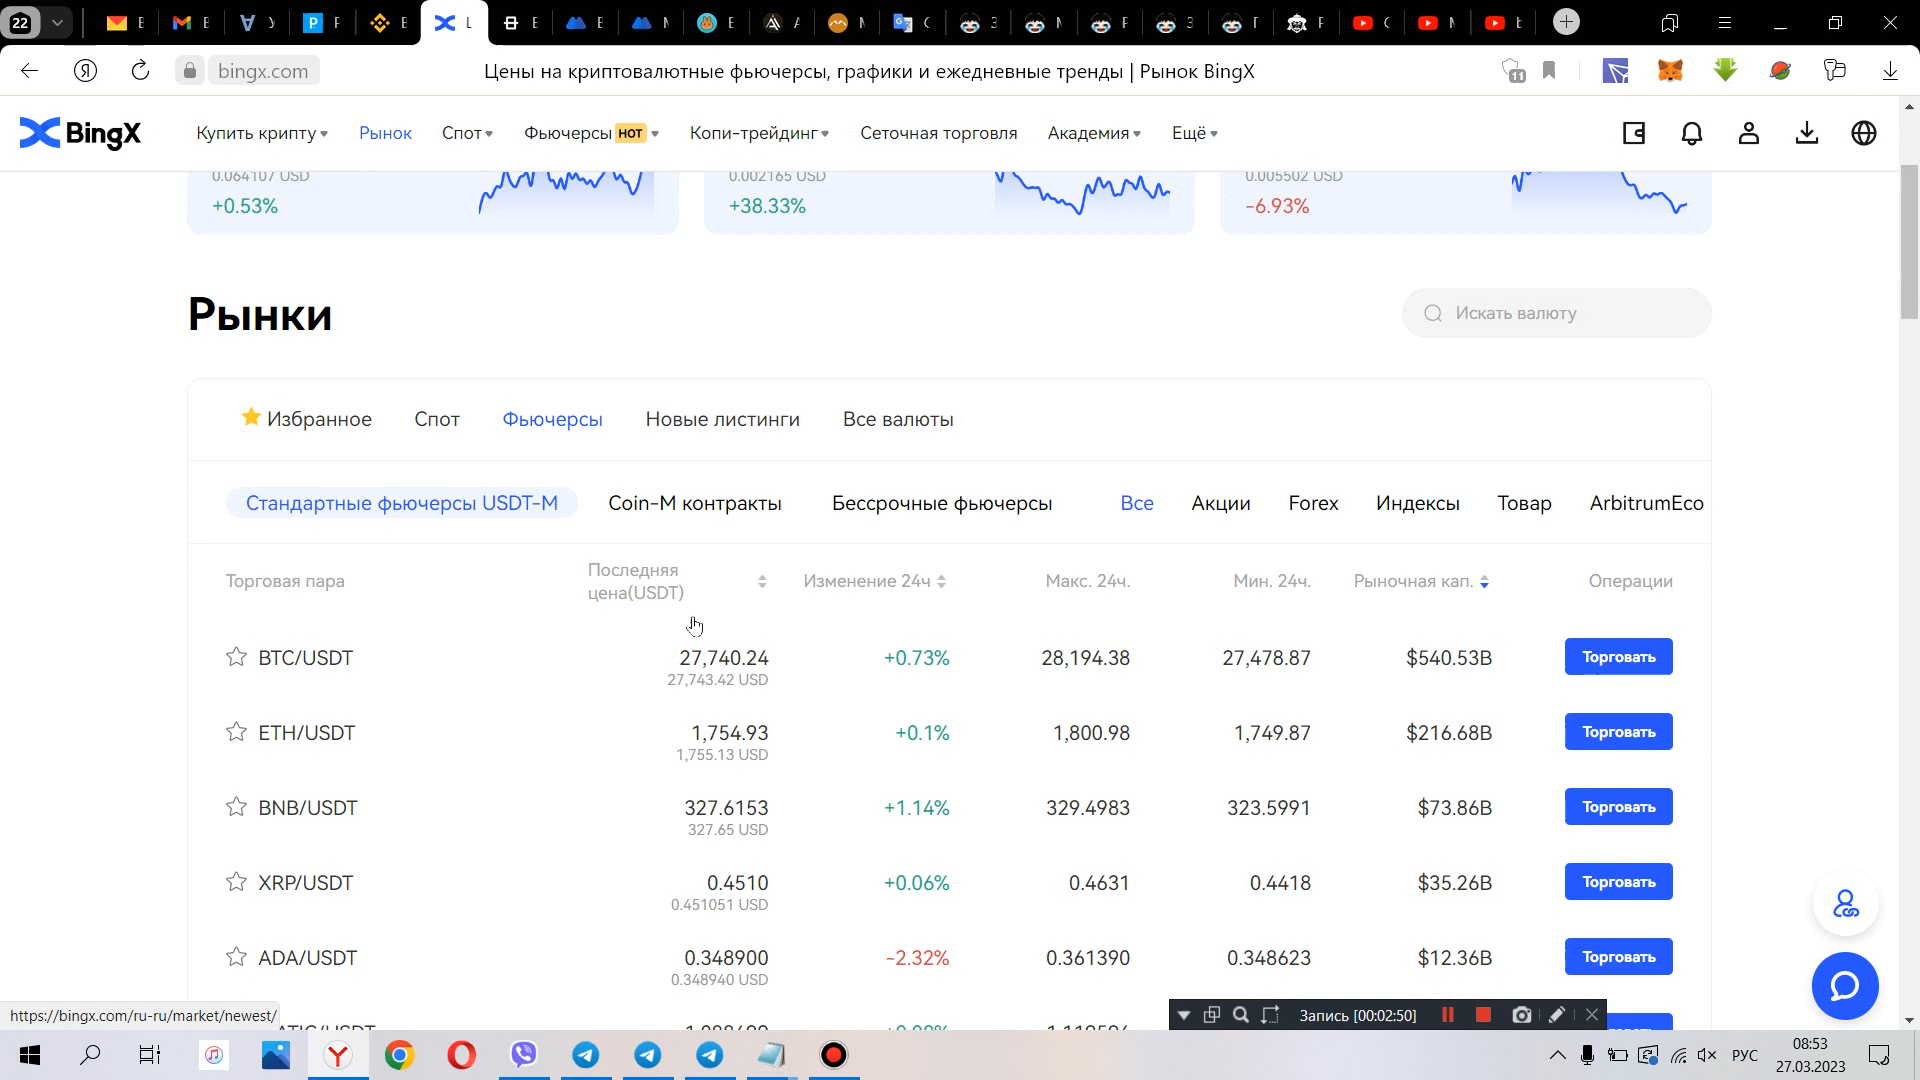 22
bingx.com
Цены на криптовалютные фьючерсы, графики и ежедневные тренды | Рынок BingX
11
BingX
Купить крипту
Рынок
Спот
Фьючерсы HOT
Копи-трейдинг
Сеточная торговля
Академия
Ещё
0.064107 USD
0.002165 USD
0.005502 USD
+0.53%
+38.33%
-6.93%
Рынки
Искать валюту
Избранное
Спот
Фьючерсы
Новые листинги
Все валюты
Стандартные фьючерсы USDT-M
Coin-M контракты
Бессрочные фьючерсы
Все
Акции
Forex
Индексы
Товар
ArbitrumEco
Торговая пара
Последняя
цена(USDT)
Изменение 24ч
Макс. 24ч.
Мин. 24ч.
Рыночная кап.
Операции
BTC/USDT
27,740.24
27,743.42 USD
+0.73%
28,194.38
27,478.87
$540.53B
Торговать
ETH/USDT
1,754.93
1,755.13 USD
+0.1%
1,800.98
1,749.87
$216.68B
Торговать
BNB/USDT
327.6153
327.65 USD
+1.14%
329.4983
323.5991
$73.86B
Торговать
XRP/USDT
0.4510
0.451051 USD
+0.06%
0.4631
0.4418
$35.26B
Торговать
ADA/USDT
0.348900
0.348940 USD
-2.32%
0.361390
0.348623
$12.36B
Торговать
https://bingx.com/ru-ru/market/newest/
Запись [00:02:50]
РУС
08:53
27.03.2023